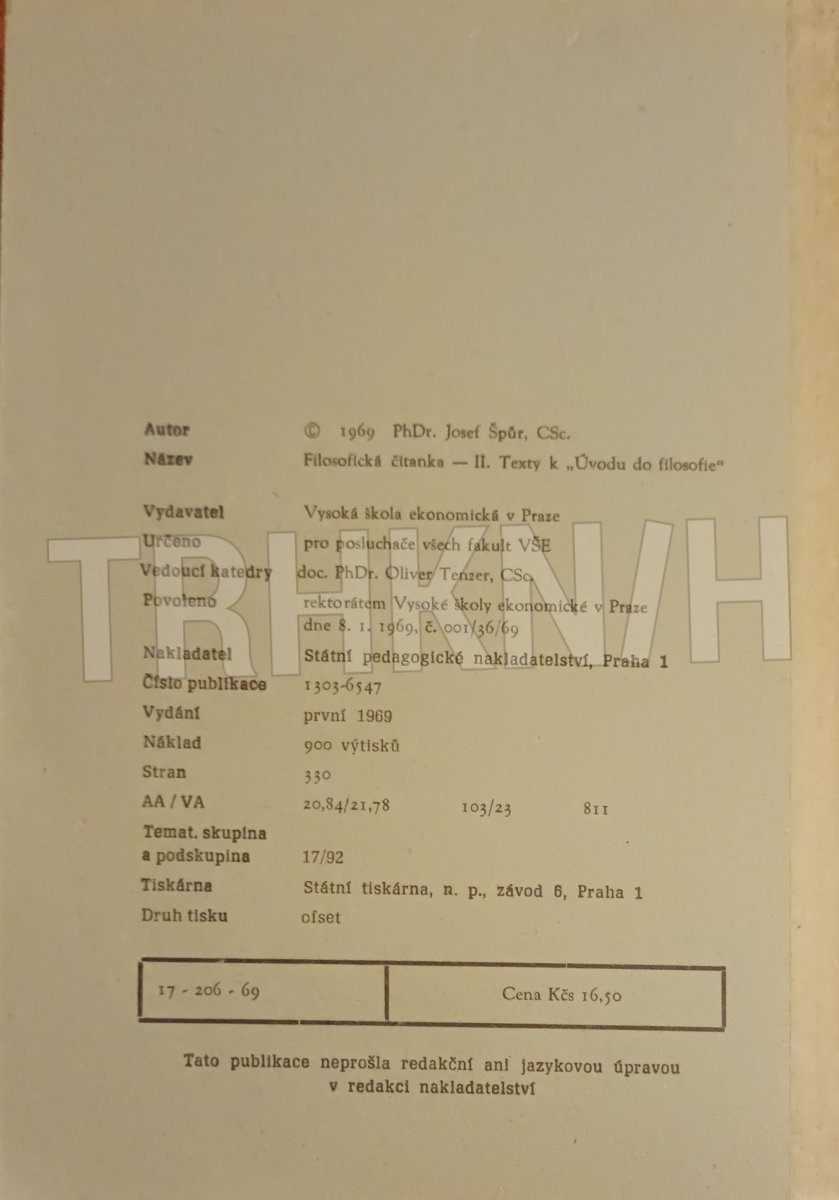 Autor © 1969 PhDr. Josef Špůr, CSc.
Název Filosofická čítanka — II. Texty k „Úvodu do filosofie“
Vydavatel Vysoká škola ekonomická v Praze
Určeno pro posluchače všech fakult VŠE
Vedoucí katedry doc. PhDr. Oliver Tenzer, CSc.
Povoleno rektorátem Vysoké školy ekonomické v Praze
dne 8. 1. 1969, č. 001/36/69
Nakladatel Státní pedagogické nakladatelství, Praha 1
Číslo publikace 1303-6547
Vydání první 1969
Náklad 900 výtisků
Stran 330
AA / VA 20,84/21,78 103/23 811
Temat. skupina
a podskupina 17/92
Tiskárna Státní tiskárna, n. p., závod 6, Praha 1
Druh tisku ofset
17 - 206 - 69 Cena Kčs 16,50
Tato publikace neprošla redakční ani jazykovou úpravou
v redakci nakladatelství
TRHKNIH